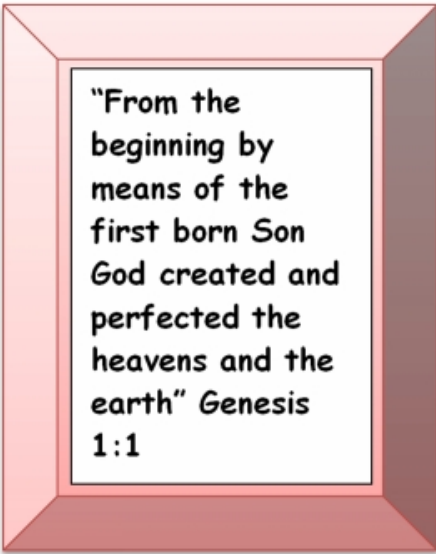 “From the
beginning by
means of the
first born Son
God created and
perfected the
heavens and the
earth” Genesis
1:1